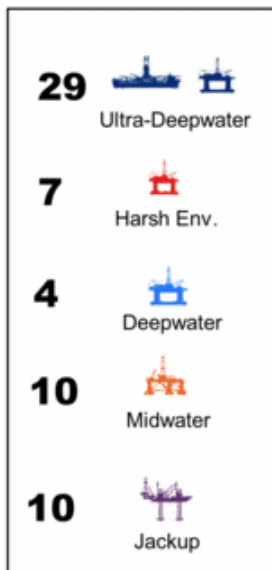 29
Ultra-Deepwater
7
Harsh Env.
4
Deepwater
10
Midwater
10
Jackup